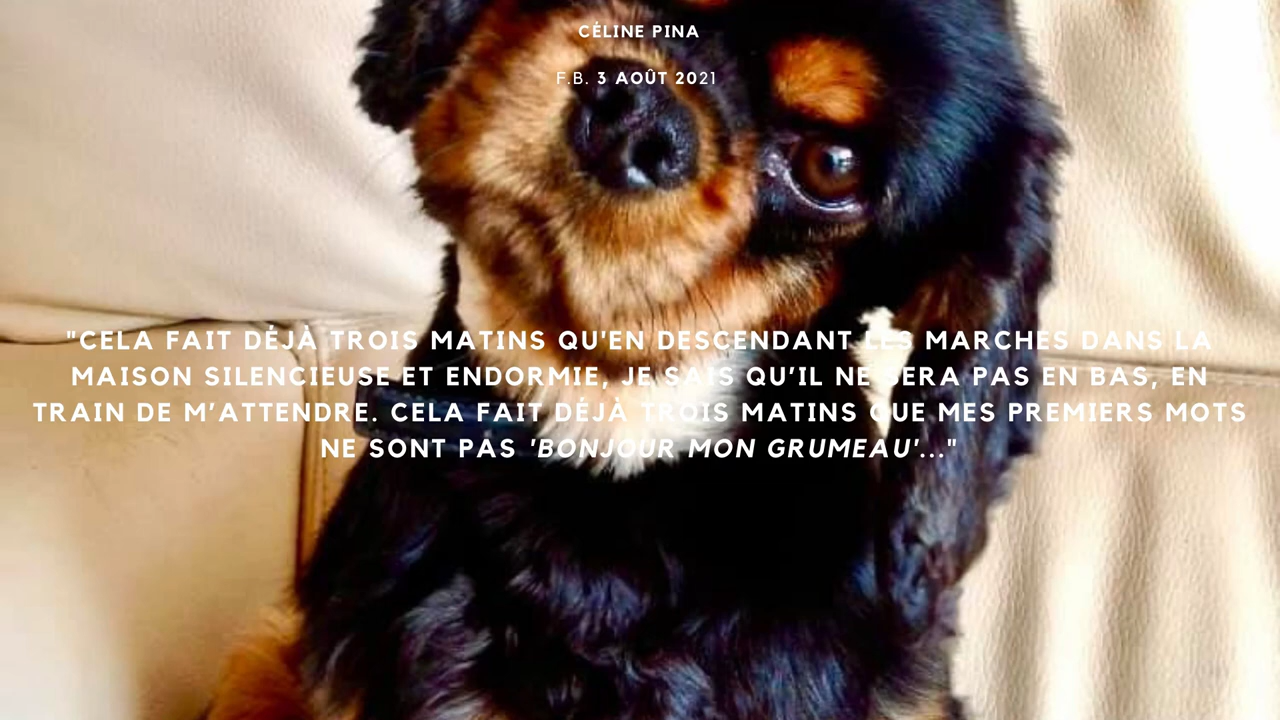 CÉLINE PINA
F.B. 3 AOÛT 2021
"CELA FAIT DÉJÀ TROIS MATINS QU'EN DESCENDANT LES MARCHES DANS LA
MAISON SILENCIEUSE ET ENDORMIE, JE SAIS QU’IL NE SERA PAS EN BAS, EN
TRAIN DE M’ATTENDRE. CELA FAIT DÉJÀ TROIS MATINS QUE MES PREMIERS MOTS
NE SONT PAS 'BONJOUR MON GRUMEAU'..."